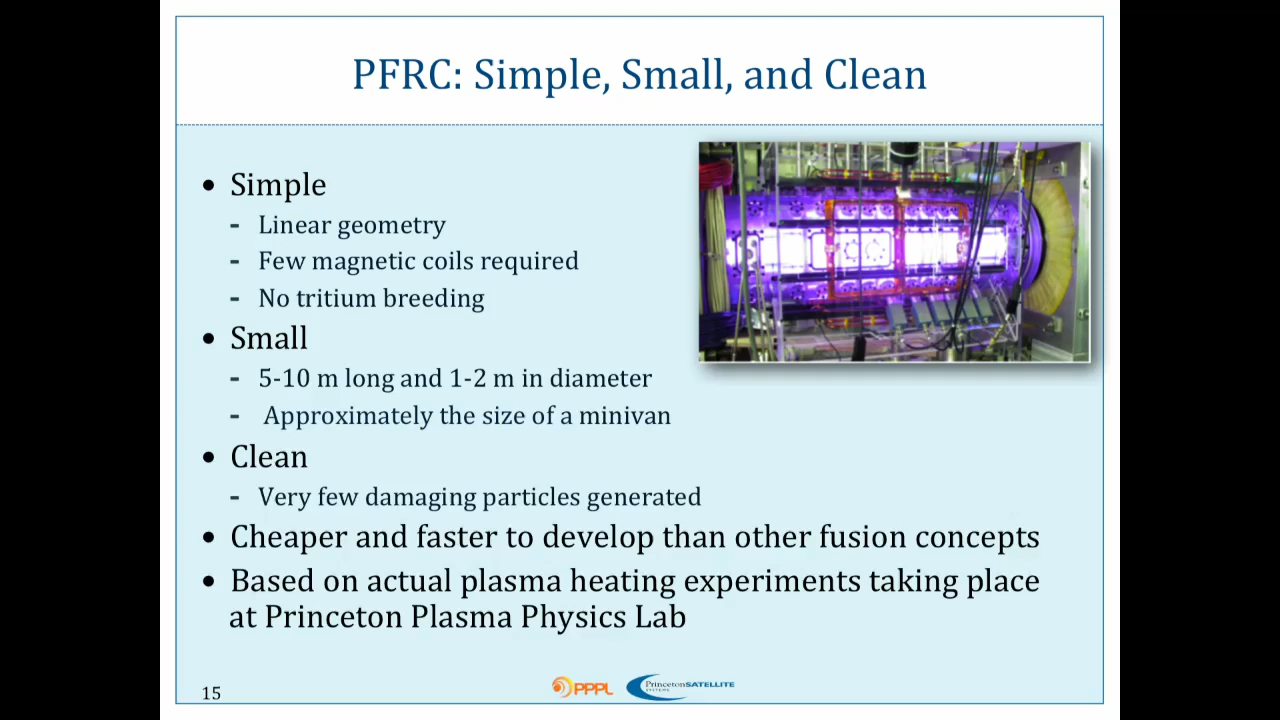 PFRC: Simple, Small, and Clean
• Simple
- Linear geometry
- Few magnetic coils required
- No tritium breeding
• Small
- 5-10 m long and 1-2 m in diameter
- Approximately the size of a minivan
• Clean
- Very few damaging particles generated
• Cheaper and faster to develop than other fusion concepts
• Based on actual plasma heating experiments taking place
at Princeton Plasma Physics Lab
15
PPPL
PrincetonSATELLITE
SYSTEMS